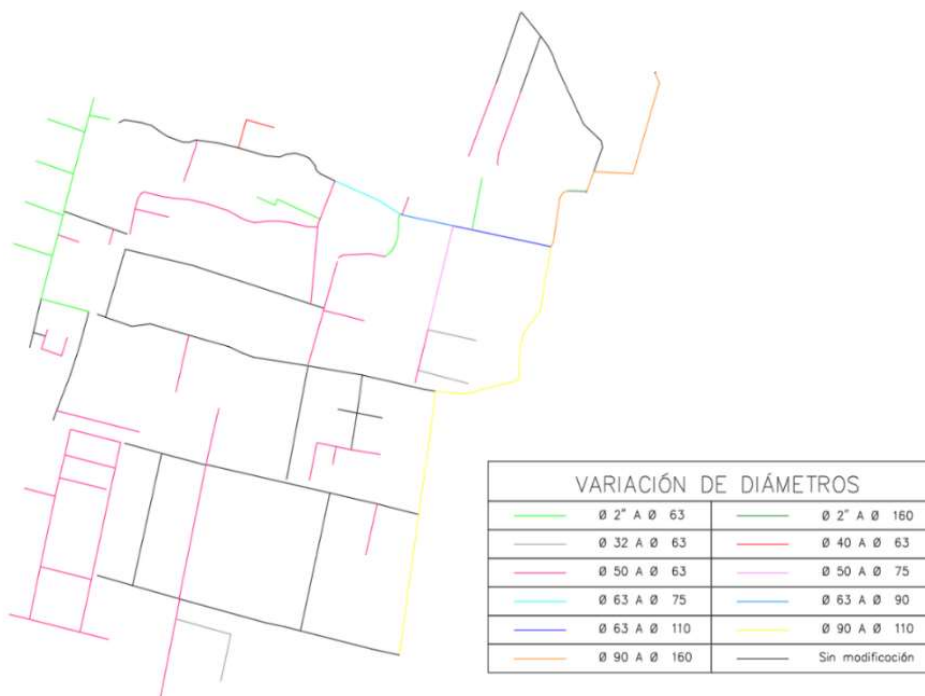 VARIACIÓN DE DIÁMETROS
Ø 2" A Ø 63 Ø 2" A Ø 160
Ø 32 A Ø 63 Ø 40 A Ø 63
Ø 50 A Ø 63 Ø 50 A Ø 75
Ø 63 A Ø 75 Ø 63 A Ø 90
Ø 63 A Ø 110 Ø 90 A Ø 110
Ø 90 A Ø 160 Sin modificación